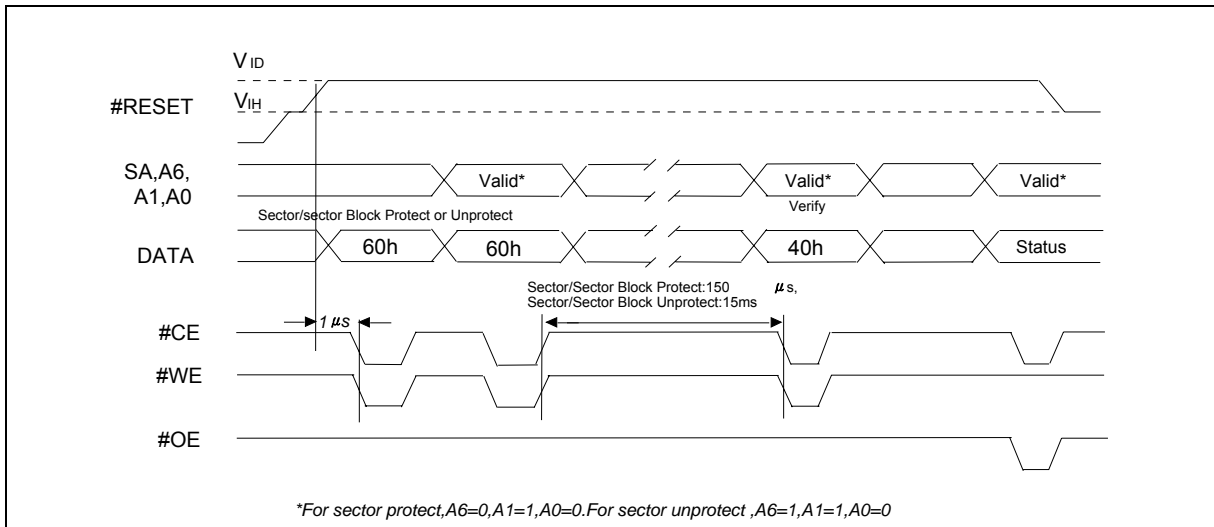 VID
#RESET
VIH
SA,A6,
A1,A0
Valid*
Valid*
Valid*
Verify
Sector/sector Block Protect or Unprotect
DATA
60h
60h
40h
Status
Sector/Sector Block Protect:150 μs,
Sector/Sector Block Unprotect:15ms
1 μs
#CE
#WE
#OE
*For sector protect,A6=0,A1=1,A0=0.For sector unprotect ,A6=1,A1=1,A0=0